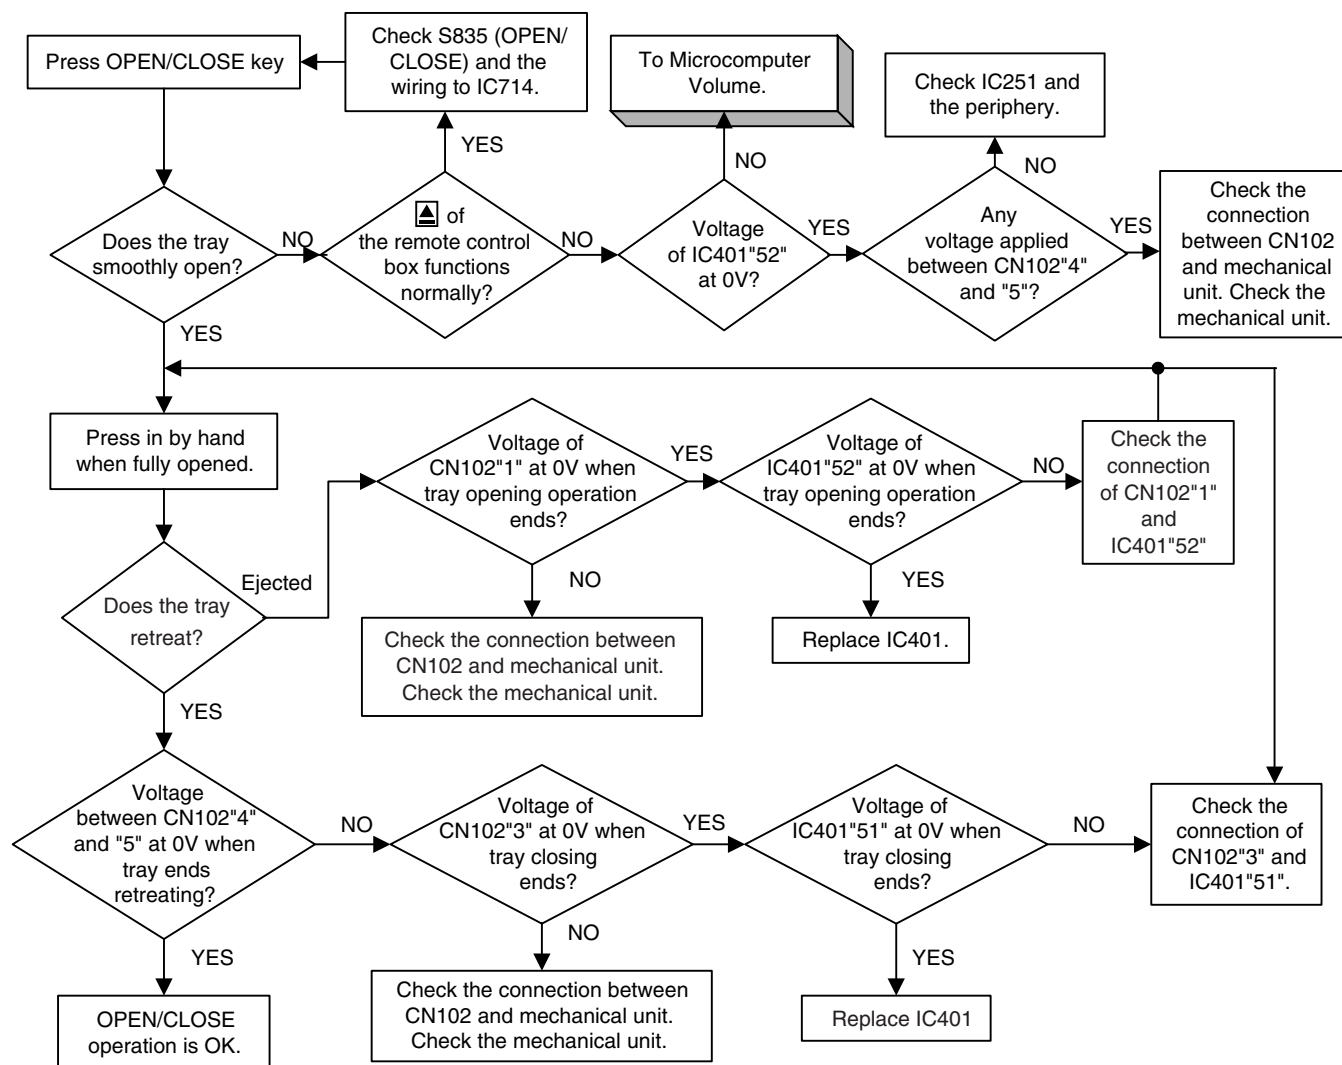 Press OPEN/CLOSE key
Check S835 (OPEN/
CLOSE) and the
wiring to IC714.
To Microcomputer
Volume.
Check IC251 and
the periphery.
YES
NO
NO
Does the tray
smoothly open?
NO
of
the remote control
box functions
normally?
NO
Voltage
of IC401"52"
at 0V?
YES
Any
voltage applied
between CN102"4"
and "5"?
YES
Check the
connection
between CN102
and mechanical
unit. Check the
mechanical unit.
YES
Press in by hand
when fully opened.
Voltage of
CN102"1" at 0V when
tray opening operation
ends?
YES
Voltage of
IC401"52" at 0V when
tray opening operation
ends?
NO
Check the
connection
of CN102"1"
and
IC401"52"
Does the tray
retreat?
Ejected
NO
YES
Check the connection between
CN102 and mechanical unit.
Check the mechanical unit.
Replace IC401.
YES
Voltage
between CN102"4"
and "5" at 0V when
tray ends
retreating?
NO
Voltage of
CN102"3" at 0V when
tray closing
ends?
YES
Voltage of
IC401"51" at 0V when
tray closing
ends?
NO
Check the
connection of
CN102"3" and
IC401"51".
YES
NO
YES
OPEN/CLOSE
operation is OK.
Check the connection between
CN102 and mechanical unit.
Check the mechanical unit.
Replace IC401